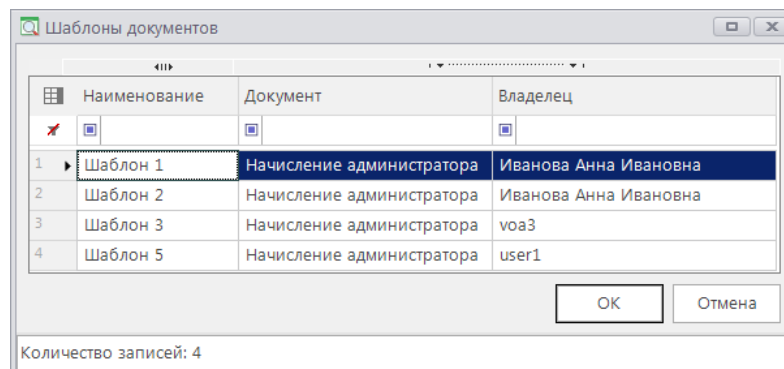 Шаблоны документов
Наименование Документ Владелец
1 Шаблон 1 Начисление администратора Иванова Анна Ивановна
2 Шаблон 2 Начисление администратора Иванова Анна Ивановна
3 Шаблон 3 Начисление администратора voa3
4 Шаблон 5 Начисление администратора user1
ОК Отмена
Количество записей: 4